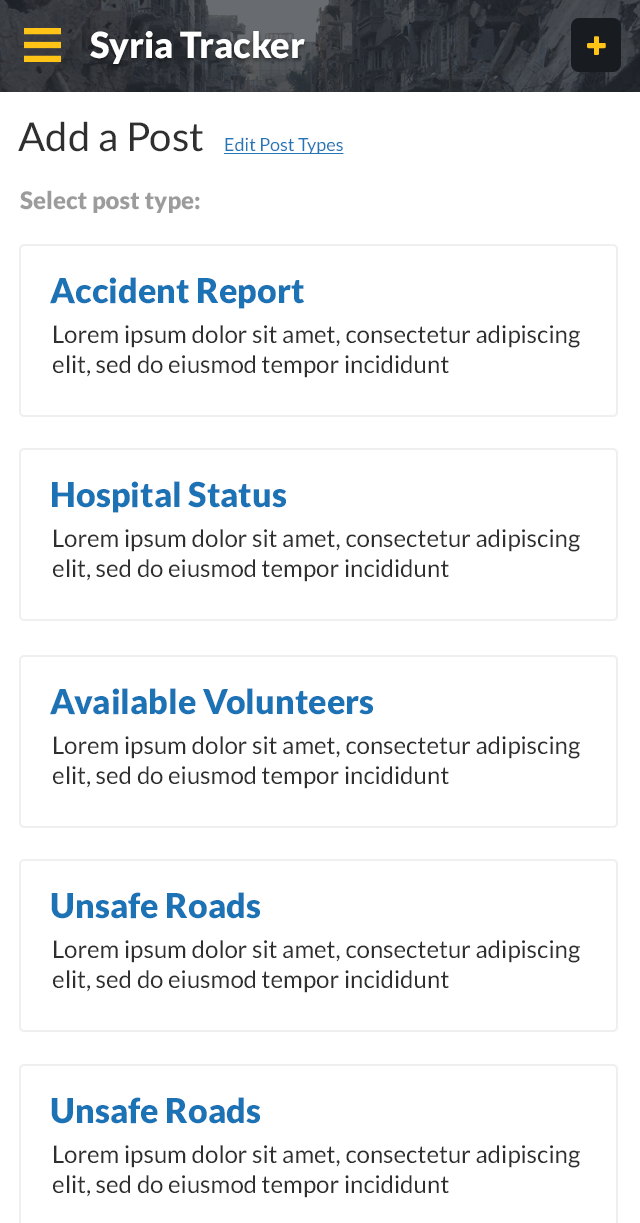 Syria Tracker
Add a Post Edit Post Types
Select post type:
Accident Report
Lorem ipsum dolor sit amet, consectetur adipiscing
elit, sed do eiusmod tempor incididunt
Hospital Status
Lorem ipsum dolor sit amet, consectetur adipiscing
elit, sed do eiusmod tempor incididunt
Available Volunteers
Lorem ipsum dolor sit amet, consectetur adipiscing
elit, sed do eiusmod tempor incididunt
Unsafe Roads
Lorem ipsum dolor sit amet, consectetur adipiscing
elit, sed do eiusmod tempor incididunt
Unsafe Roads
Lorem ipsum dolor sit amet, consectetur adipiscing
elit, sed do eiusmod tempor incididunt